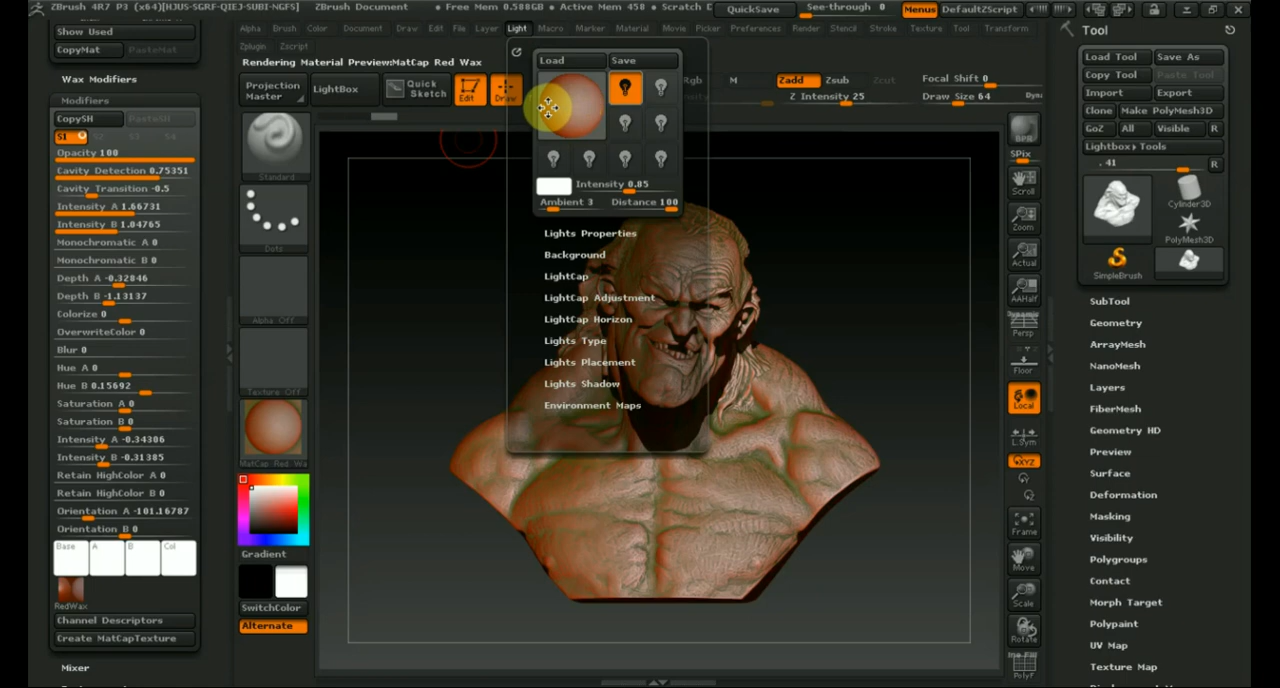 ZBrush 4R7 P3 (x64)[HJUS-SGRF-QIEJ-SUBI-NGFS] ZBrush Document • Free Mem 0.588GB • Active Mem 458 • Scratch D QuickSave See-through 0 Menus DefaultZScript
Alpha Brush Color Document Draw Edit File Layer Light Macro Marker Material Movie Picker Preferences Render Stencil Stroke Texture Tool Transform
Zplugin Zscript
Rendering Material Preview:MatCap Red Wax
Show Used
CopyMat PasteMat
Wax Modifiers
Modifiers
CopySH PasteSH
S1 S2 S3 S4
Opacity 100
Cavity Detection 0.75351
Cavity Transition -0.5
Intensity A 1.66731
Intensity B 1.04765
Monochromatic A 0
Monochromatic B 0
Depth A -0.32846
Depth B -1.13137
Colorize 0
OverwriteColor 0
Blur 0
Hue A 0
Hue B 0.15692
Saturation A 0
Saturation B 0
Intensity A -0.34306
Intensity B -0.31385
Retain HighColor A 0
Retain HighColor B 0
Orientation A -101.16787
Orientation B 0
Base A B Col
RedWax
Channel Descriptors
Create MatCapTexture
Mixer
Projection
Master
LightBox
Quick
Sketch
Edit
Draw
Standard
Dots
Alpha Off
Texture Off
MatCap Red Wa
Gradient
SwitchColor
Alternate
Load Save
Intensity 0.85
Ambient 3 Distance 100
Lights Properties
Background
LightCap
LightCap Adjustment
LightCap Horizon
Lights Type
Lights Placement
Lights Shadow
Environment Maps
Rgb M Zadd Zsub Zcut
Z Intensity 25
Focal Shift 0
Draw Size 64 Dyna
BPR
SPix
Scroll
Zoom
Actual
AAHalf
Dynamic
Persp
Floor
Local
L.Sym
XYZ
Frame
Move
Scale
Rotate
PolyF
Tool
Load Tool Save As
Copy Tool Paste Tool
Import Export
Clone Make PolyMesh3D
GoZ All Visible R
Lightbox▸Tools
. 41 R
Cylinder3D
PolyMesh3D
SimpleBrush
SubTool
Geometry
ArrayMesh
NanoMesh
Layers
FiberMesh
Geometry HD
Preview
Surface
Deformation
Masking
Visibility
Polygroups
Contact
Morph Target
Polypaint
UV Map
Texture Map